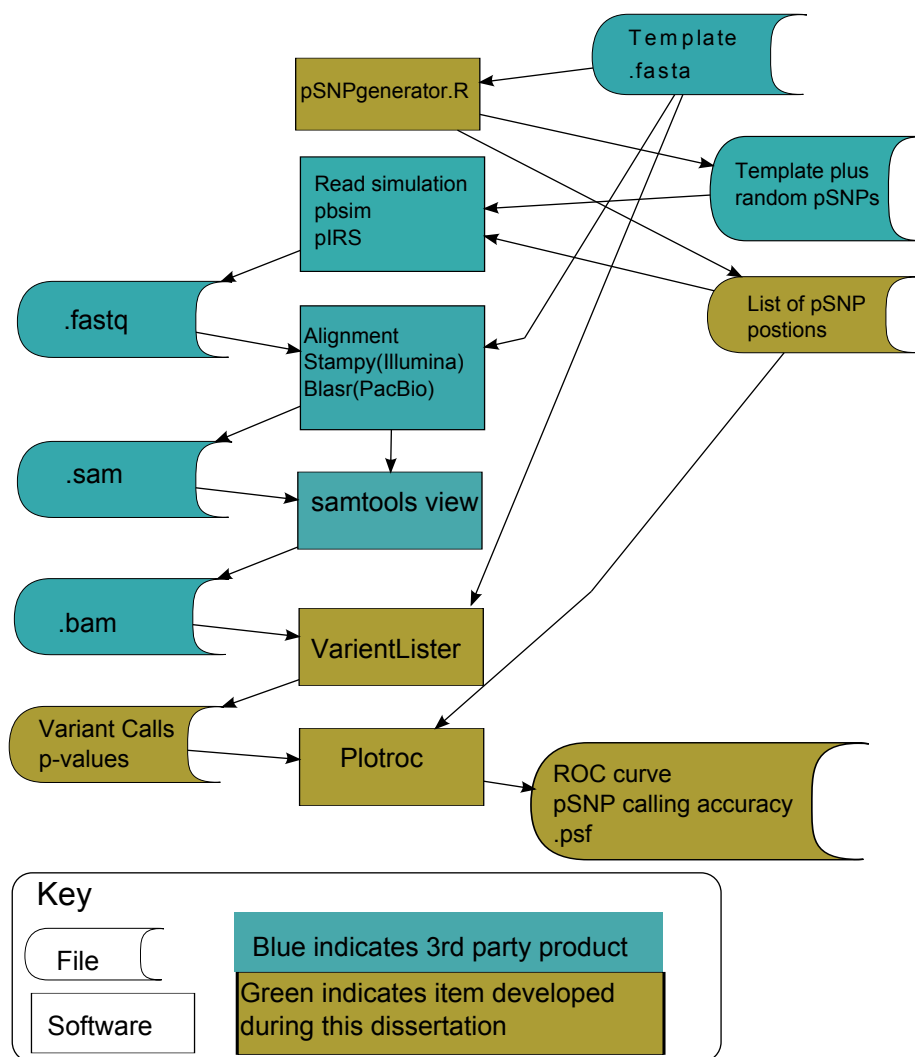 Template
.fasta
pSNPgenerator.R
Template plus
random pSNPs
Read simulation
pbsim
pIRS
List of pSNP
postions
.fastq
Alignment
Stampy(Illumina)
Blasr(PacBio)
.sam
samtools view
.bam
VarientLister
Variant Calls
p-values
Plotroc
ROC curve
pSNP calling accuracy
.psf
Key
File
Software
Blue indicates 3rd party product
Green indicates item developed
during this dissertation